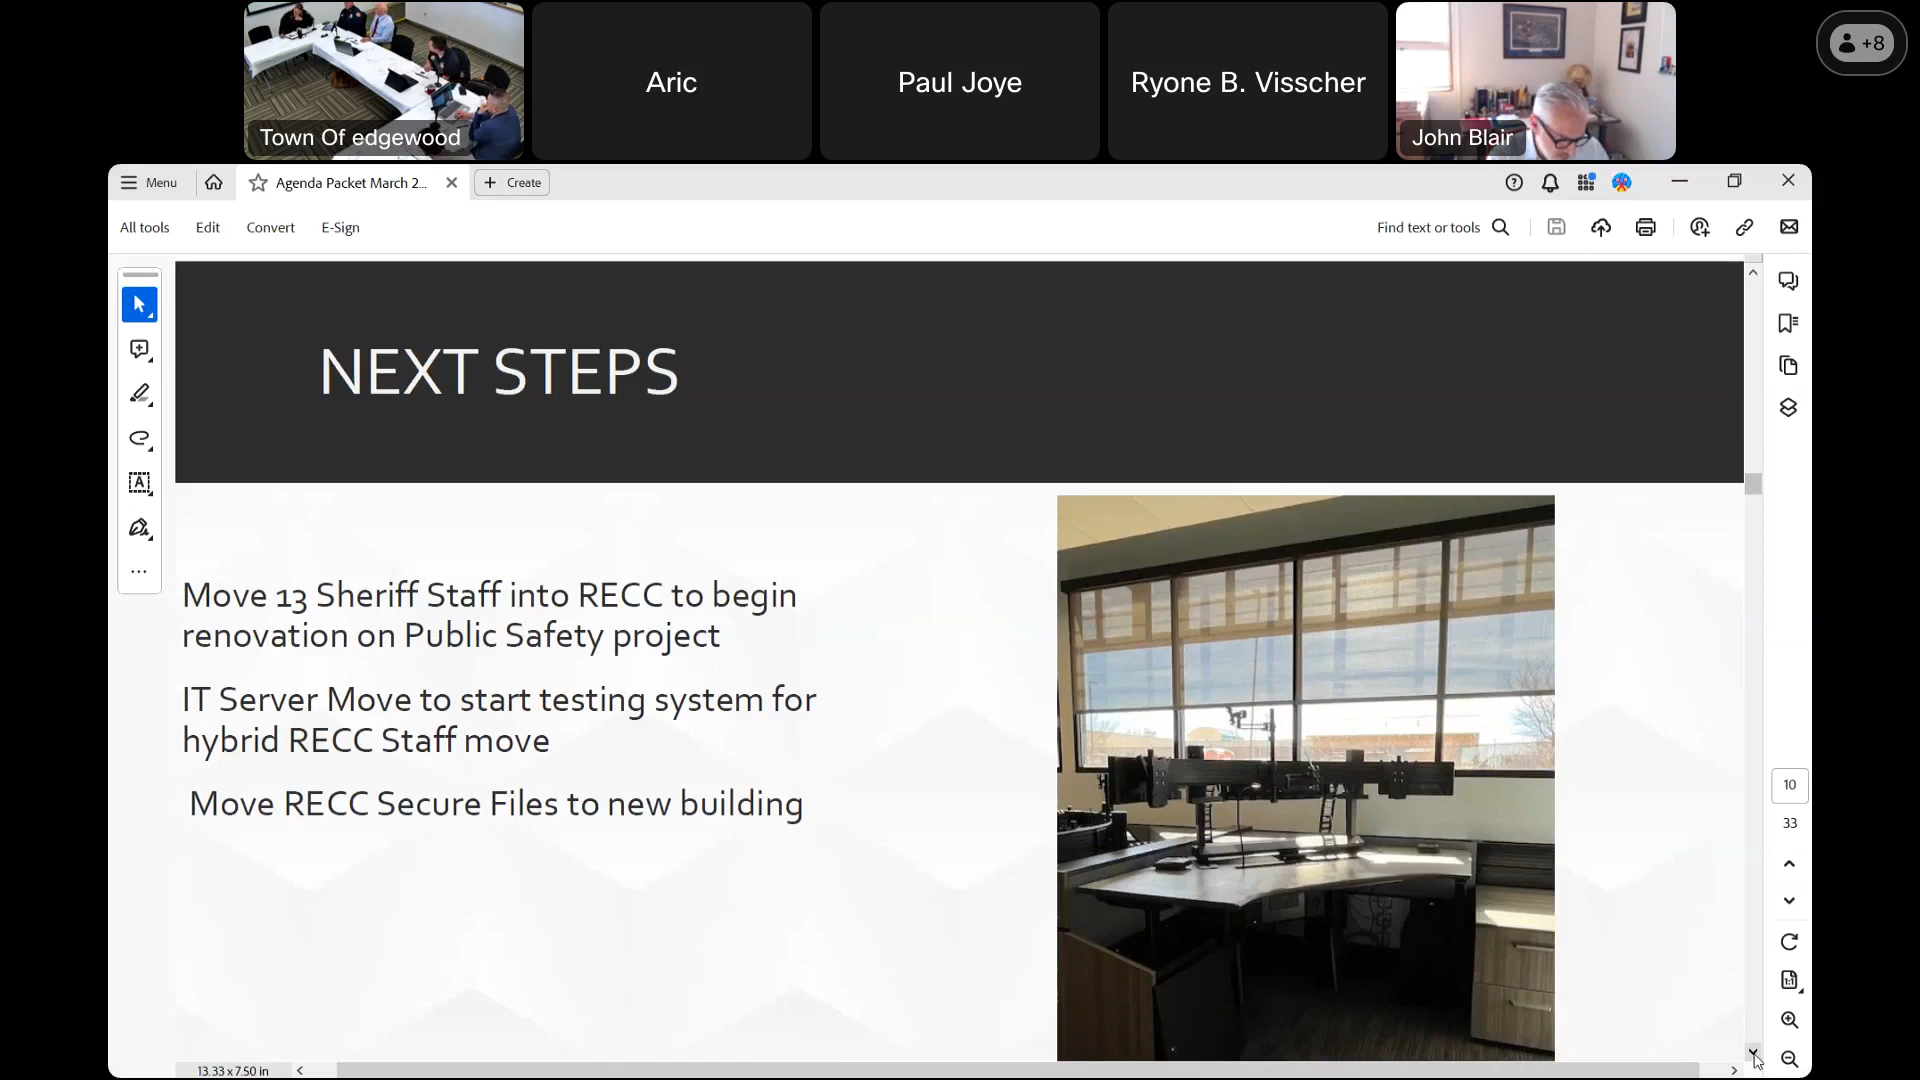 Town Of edgewood
Aric
Paul Joye
Ryone B. Visscher
John Blair
+8
Menu
Agenda Packet March 2...
Create
All tools
Edit
Convert
E-Sign
Find text or tools
NEXT STEPS
Move 13 Sheriff Staff into RECC to begin
renovation on Public Safety project
IT Server Move to start testing system for
hybrid RECC Staff move
Move RECC Secure Files to new building
10
33
13.33 x 7.50 in